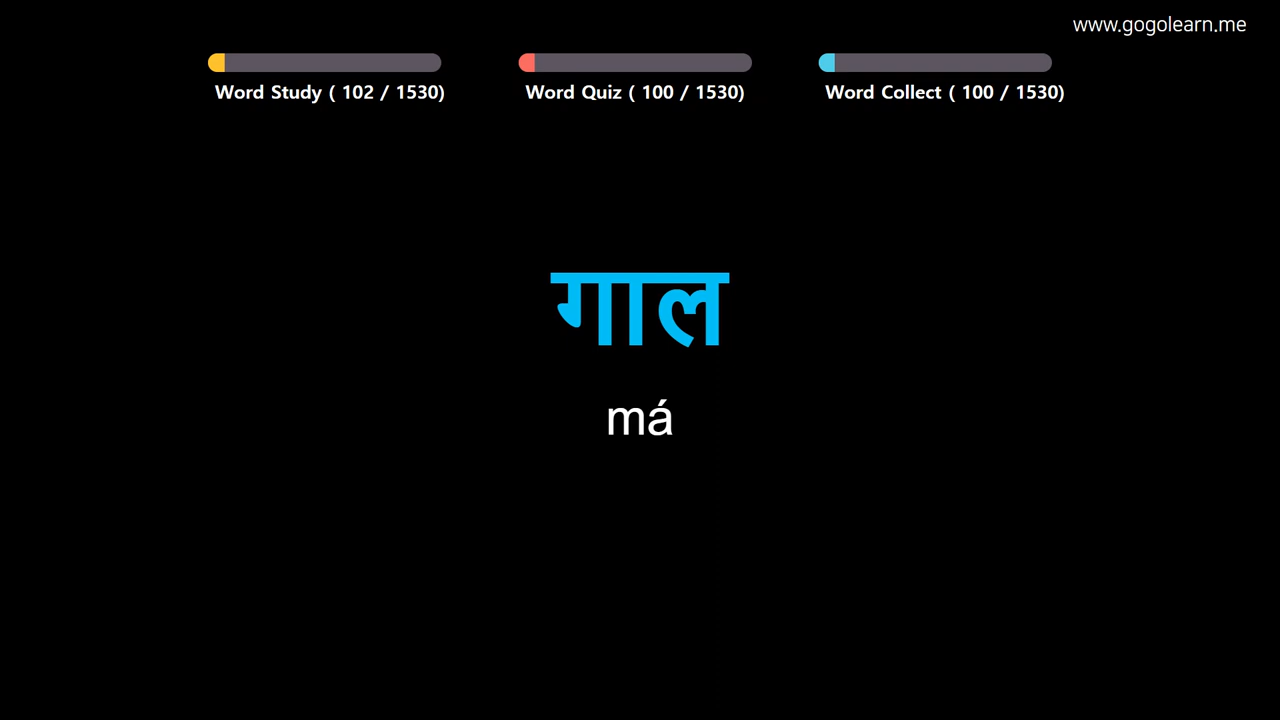 www.gogolearn.me
Word Study ( 102 / 1530)
Word Quiz ( 100 / 1530)
Word Collect ( 100 / 1530)
गाल
má